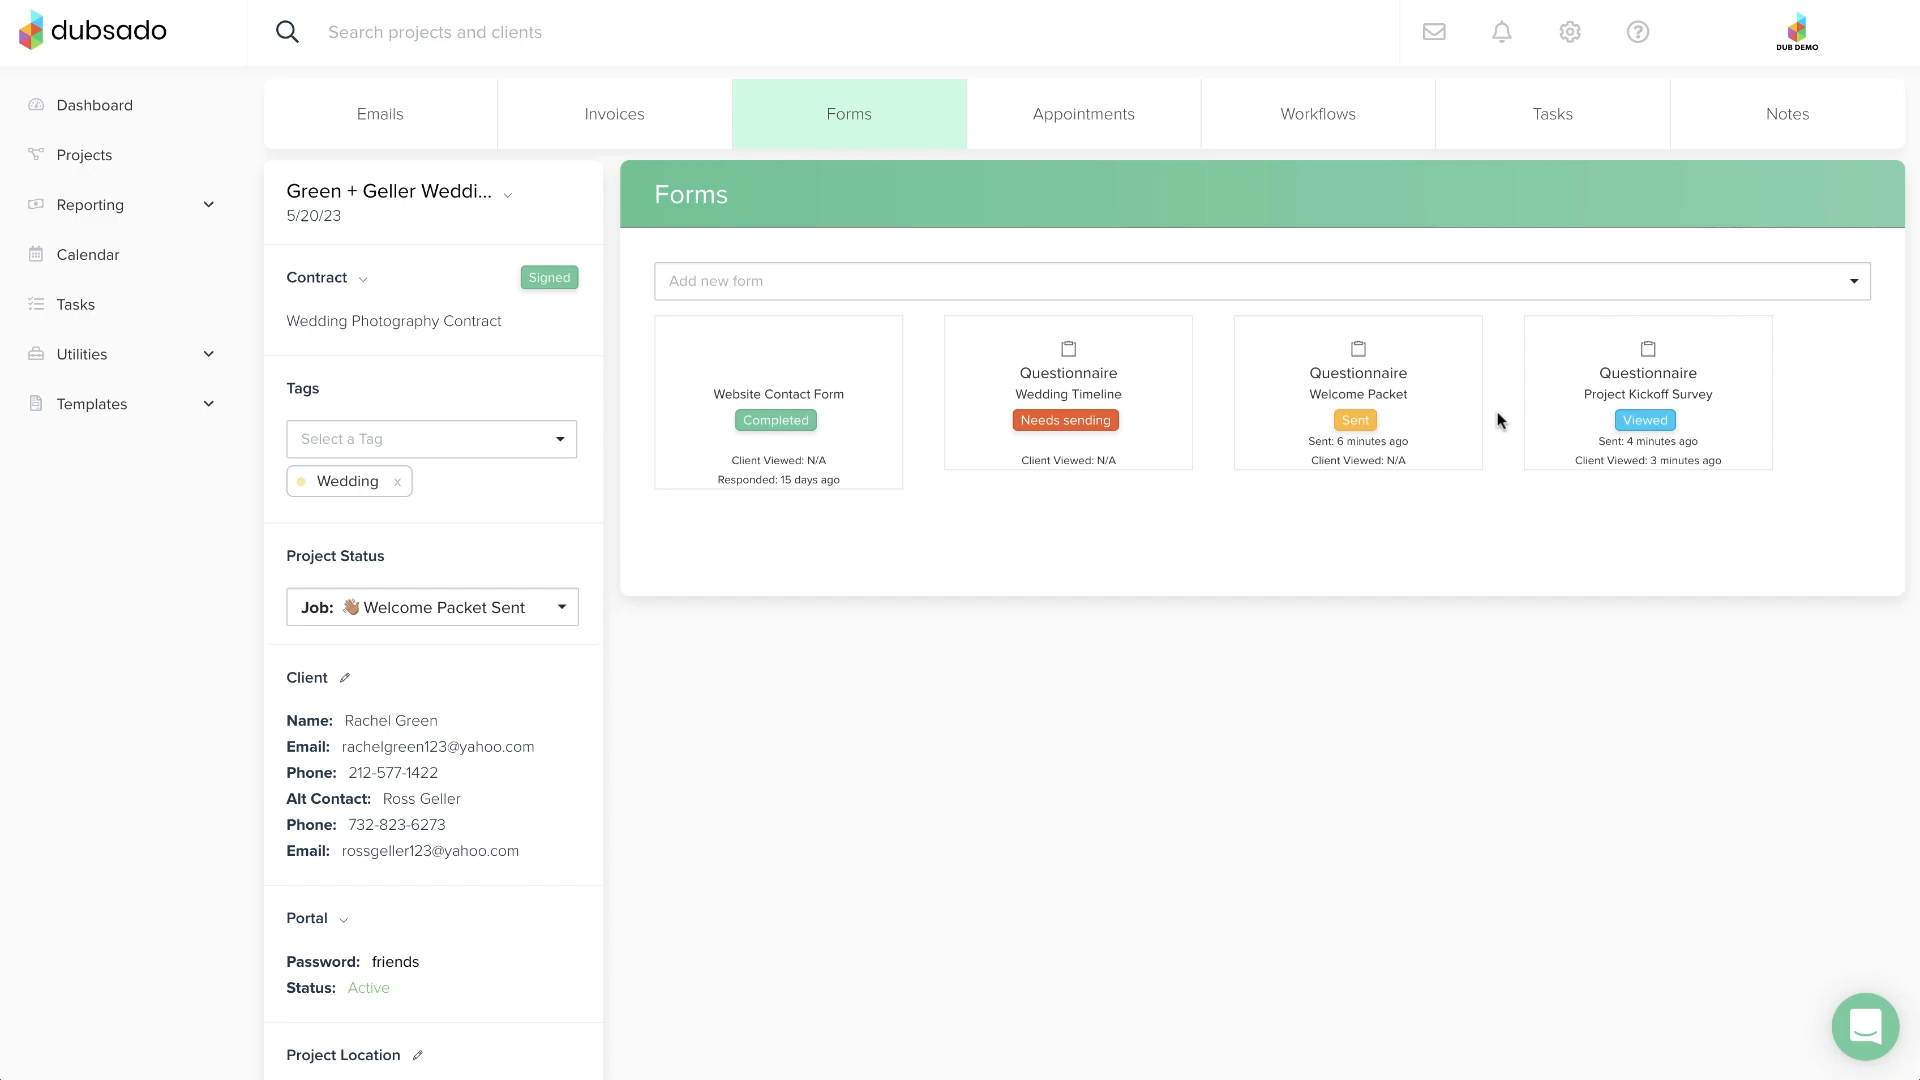 dubsado
Search projects and clients
DUB DEMO
Dashboard
Projects
Reporting
Calendar
Tasks
Utilities
Templates
Emails
Invoices
Forms
Appointments
Workflows
Tasks
Notes
Green + Geller Weddi...
5/20/23
Contract
Signed
Wedding Photography Contract
Tags
Select a Tag
Wedding x
Project Status
Job: 👋🏽 Welcome Packet Sent
Client
Name: Rachel Green
Email: rachelgreen123@yahoo.com
Phone: 212-577-1422
Alt Contact: Ross Geller
Phone: 732-823-6273
Email: rossgeller123@yahoo.com
Portal
Password: friends
Status: Active
Project Location
Forms
Add new form
Website Contact Form
Completed
Client Viewed: N/A
Responded: 15 days ago
Questionnaire
Wedding Timeline
Needs sending
Client Viewed: N/A
Questionnaire
Welcome Packet
Sent
Sent: 6 minutes ago
Client Viewed: N/A
Questionnaire
Project Kickoff Survey
Viewed
Sent: 4 minutes ago
Client Viewed: 3 minutes ago